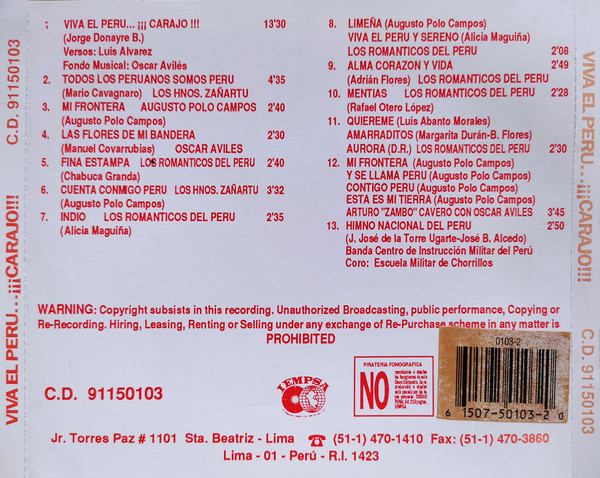 C.D. 91150103
VIVA EL PERU...¡¡¡CARAJO!!!
1. VIVA EL PERU... ¡¡¡ CARAJO !!! 13'30
(Jorge Donayre B.)
Versos: Luis Alvarez
Fondo Musical: Oscar Avilés
2. TODOS LOS PERUANOS SOMOS PERU 4'35
(Mario Cavagnaro) LOS HNOS. ZAÑARTU
3. MI FRONTERA AUGUSTO POLO CAMPOS 2'40
(Augusto Polo Campos)
4. LAS FLORES DE MI BANDERA 2'30
(Manuel Covarrubias) OSCAR AVILES
5. FINA ESTAMPA LOS ROMANTICOS DEL PERU 2'40
(Chabuca Granda)
6. CUENTA CONMIGO PERU LOS HNOS. ZAÑARTU 3'32
(Augusto Polo Campos)
7. INDIO LOS ROMANTICOS DEL PERU 2'35
(Alicia Maguiña)
8. LIMEÑA (Augusto Polo Campos)
VIVA EL PERU Y SERENO (Alicia Maguiña)
LOS ROMANTICOS DEL PERU 2'08
9. ALMA CORAZON Y VIDA 2'49
(Adrián Flores) LOS ROMANTICOS DEL PERU
10. MENTIAS LOS ROMANTICOS DEL PERU 2'28
(Rafael Otero López)
11. QUIEREME (Luis Abanto Morales)
AMARRADITOS (Margarita Durán-B. Flores)
AURORA (D.R.) LOS ROMANTICOS DEL PERU 2'30
12. MI FRONTERA (Augusto Polo Campos)
Y SE LLAMA PERU (Augusto Polo Campos)
CONTIGO PERU (Augusto Polo Campos)
ESTA ES MI TIERRA (Augusto Polo Campos)
ARTURO "ZAMBO" CAVERO CON OSCAR AVILES 3'45
13. HIMNO NACIONAL DEL PERU 2'50
(J. José de la Torre Ugarte-José B. Alcedo)
Banda Centro de Instrucción Militar del Perú
Coro: Escuela Militar de Chorrillos
WARNING: Copyright subsists in this recording. Unauthorized Broadcasting, public performance, Copying or
Re-Recording. Hiring, Leasing, Renting or Selling under any exchange of Re-Purchase scheme in any matter is
PROHIBITED
C.D. 91150103
IEMPSA
NO
PIRATERIA FONOGRAFICA
0103-2
6 1507-50103-2 0
Jr. Torres Paz # 1101 Sta. Beatriz - Lima ☎ (51-1) 470-1410 Fax: (51-1) 470-3860
Lima - 01 - Perú - R.I. 1423
VIVA EL PERU...¡¡¡CARAJO!!!
C.D. 91150103